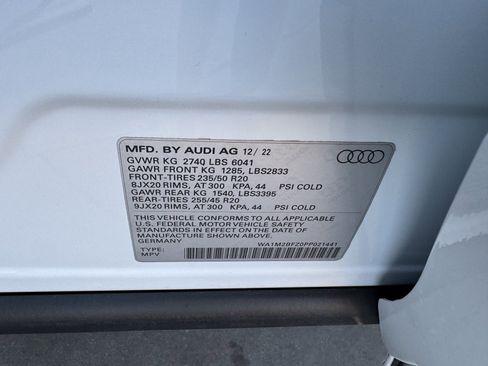 MFD. BY AUDI AG 12/ 22
GVWR KG 2740 LBS 6041
GAWR FRONT KG 1285, LBS2833
FRONT-TIRES 235/50 R20
8JX20 RIMS, AT 300 KPA, 44 PSI COLD
GAWR REAR KG 1540, LBS3395
REAR-TIRES 255/45 R20
9JX20 RIMS, AT 300 KPA, 44 PSI COLD
THIS VEHICLE CONFORMS TO ALL APPLICABLE
U.S. FEDERAL MOTOR VEHICLE SAFETY
STANDARDS IN EFFECT ON THE DATE OF
MANUFACTURE SHOWN ABOVE.
GERMANY WA1M2BFZ0PP021441
TYPE:
MPV